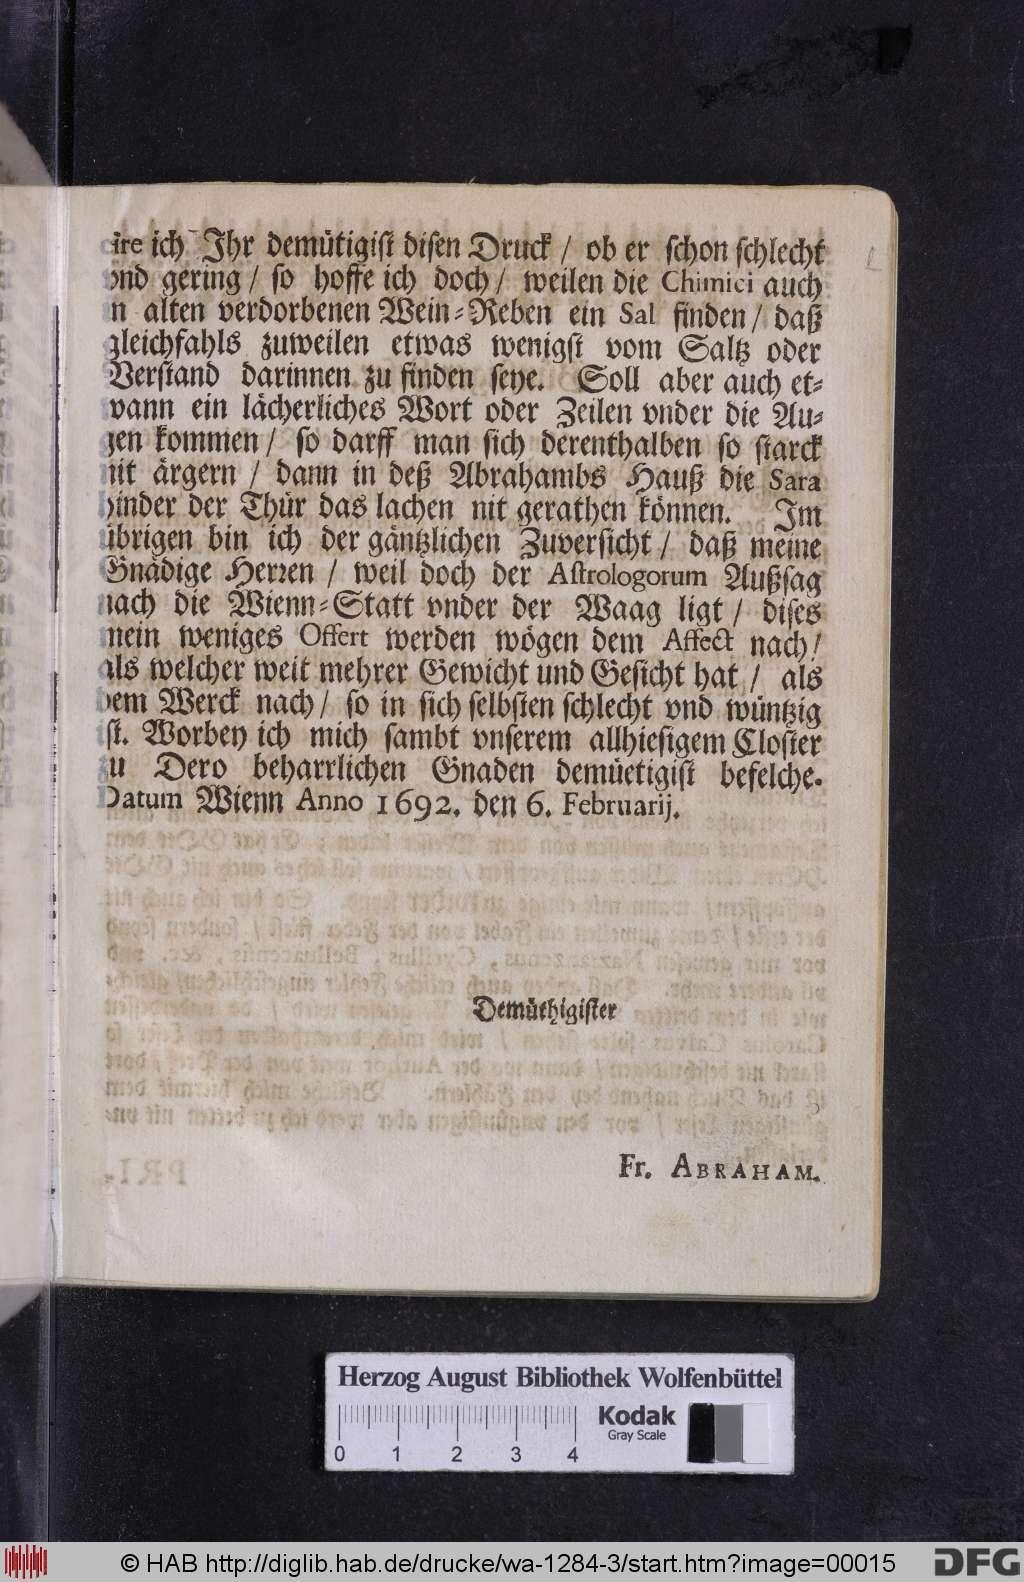 cire ich Ihr demütigist disen Druck / ob er schon schlecht
vnd gering / so hoffe ich doch / weilen die Chimici auch
in alten verdorbenen Wein-Reben ein Sal finden / daß
gleichfahls zuweilen etwas wenigst vom Saltz oder
Verstand darinnen zu finden seye. Soll aber auch et-
wann ein lächerliches Wort oder Zeilen vnder die Au-
gen kommen / so darff man sich derenthalben so starck
nit ärgern / dann in deß Abrahambs Hauß die Sara
hinder der Thür das lachen nit gerathen können. Im
übrigen bin ich der gäntzlichen Zuversicht / daß meine
Gnädige Herren / weil doch der Astrologorum Außsag
nach die Wienn-Statt vnder der Waag ligt / dises
mein weniges Offert werden wögen dem Affect nach /
als welcher weit mehrer Gewicht und Gesicht hat / als
dem Werck nach / so in sich selbsten schlecht vnd wüntzig
ist. Worbey ich mich sambt vnserem allhiesigem Closter
zu Dero beharrlichen Gnaden demüetigist befelche.
Datum Wienn Anno 1692. den 6. Februarij.
Demüthigister
Fr. ABRAHAM.
Herzog August Bibliothek Wolfenbüttel
Kodak
Gray Scale
0 1 2 3 4
© HAB http://diglib.hab.de/drucke/wa-1284-3/start.htm?image=00015
DFG